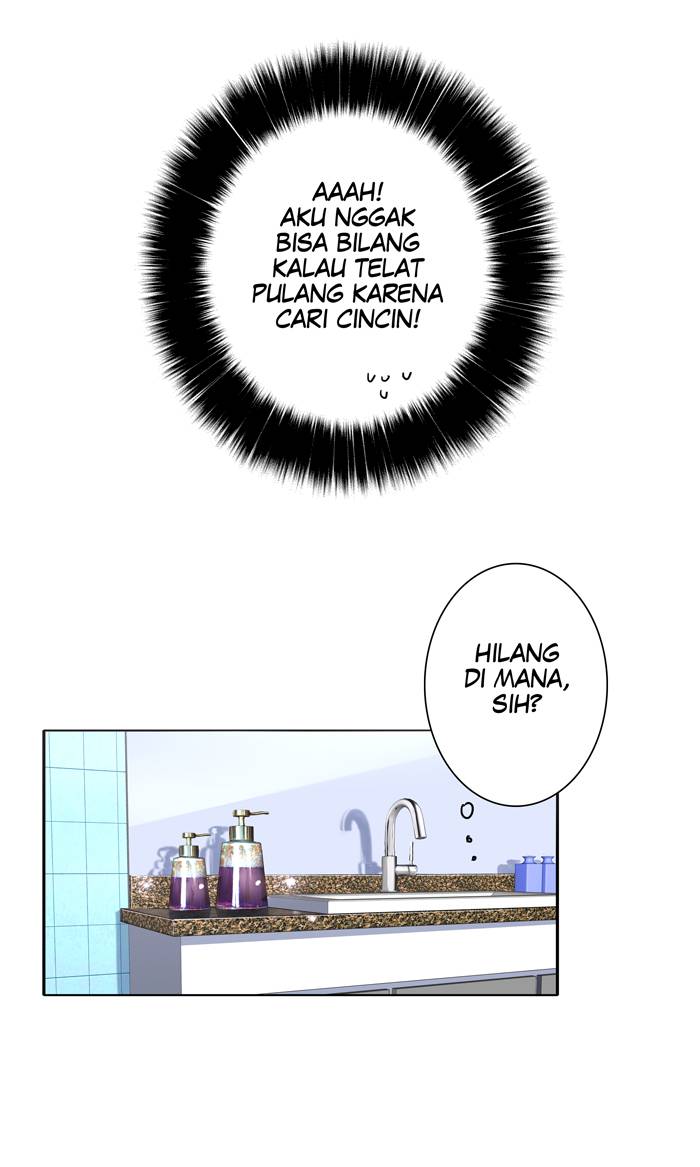 AAAH!
AKU NGGAK
BISA BILANG
KALAU TELAT
PULANG KARENA
CARI CINCIN!
HILANG
DI MANA,
SIH?